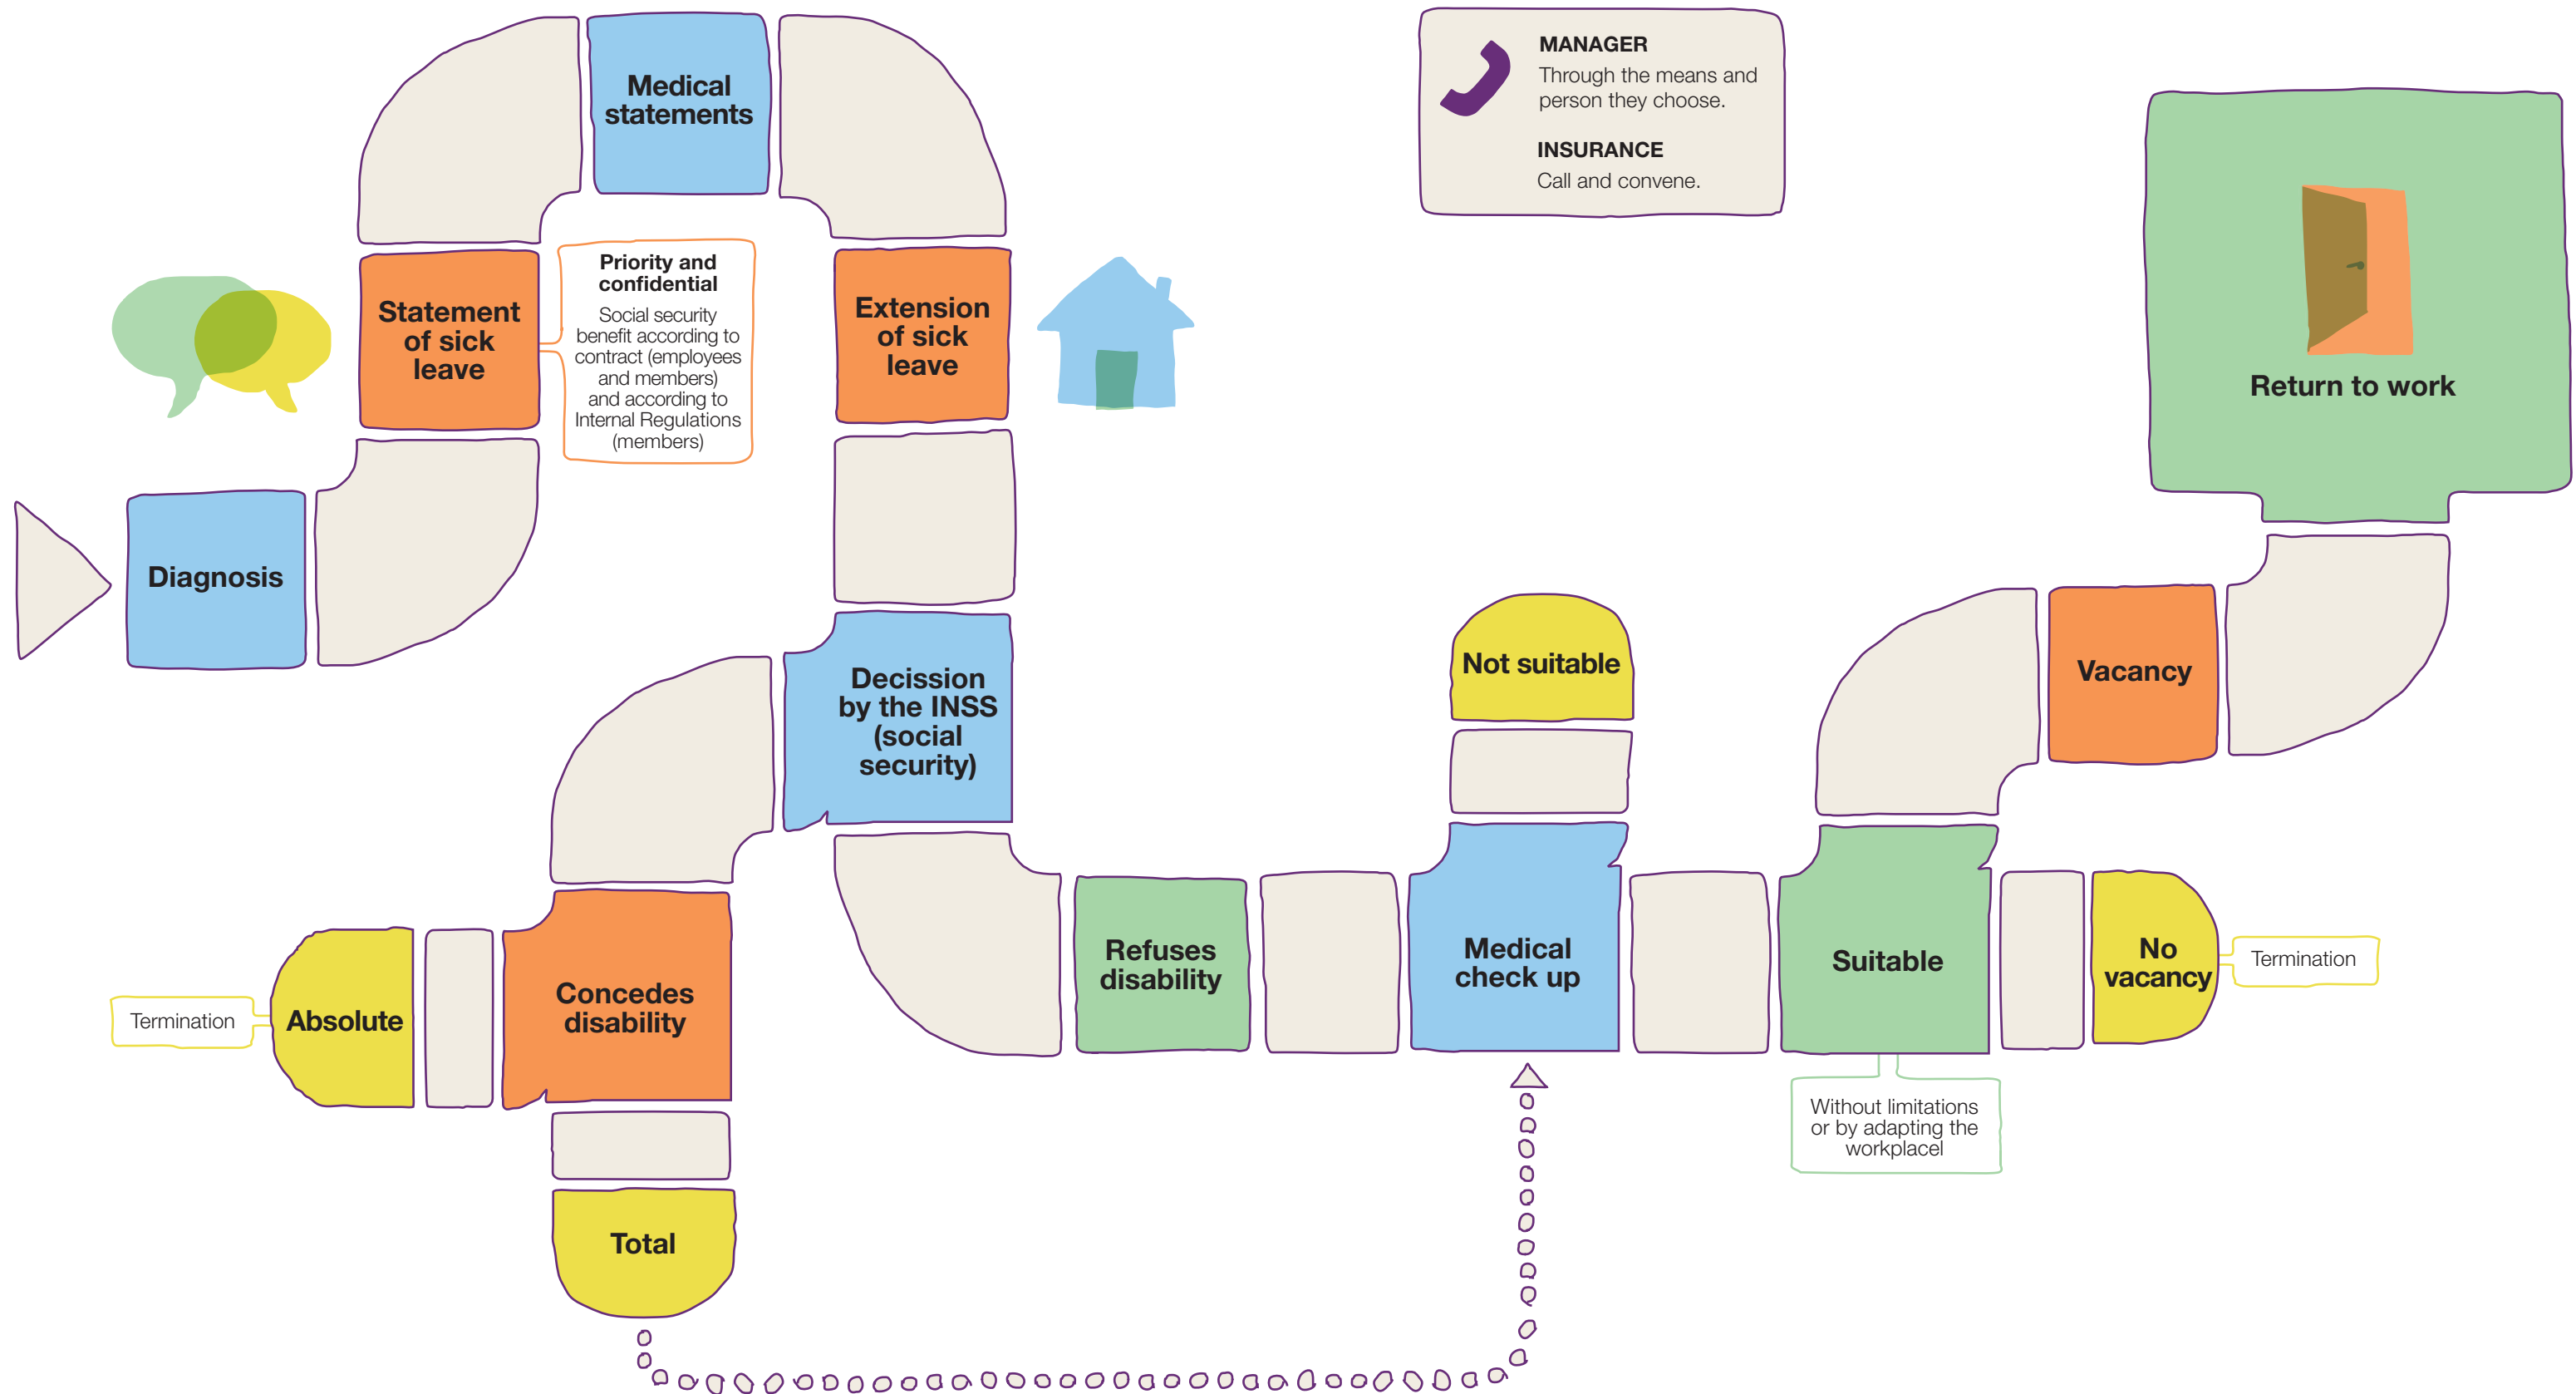 Medical
statements
MANAGER
Through the means and
person they choose.
INSURANCE
Call and convene.
Statement
of sick
leave
Priority and
confidential
Social security
benefit according to
contract (employees
and members)
and according to
Internal Regulations
(members)
Extension
of sick
leave
Return to work
Diagnosis
Decission
by the INSS
(social
security)
Not suitable
Vacancy
Concedes
disability
Absolute
Termination
Total
Refuses
disability
Medical
check up
Suitable
Without limitations
or by adapting the
workplacel
No
vacancy
Termination